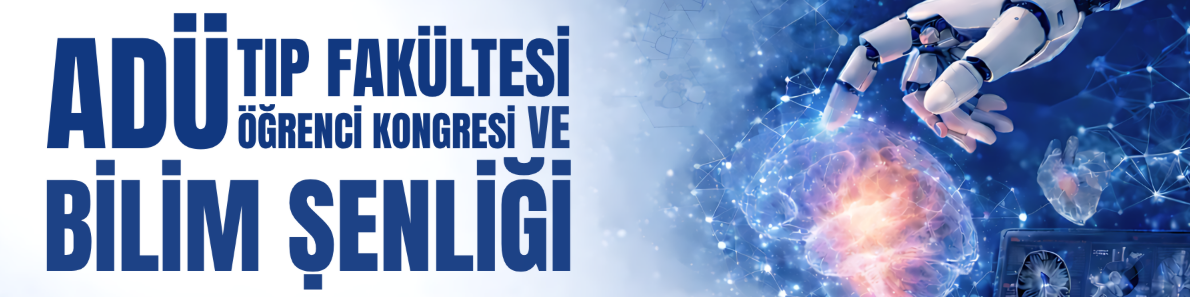 ADÜ TIP FAKÜLTESİ
ÖĞRENCİ KONGRESİ VE
BİLİM ŞENLİĞİ